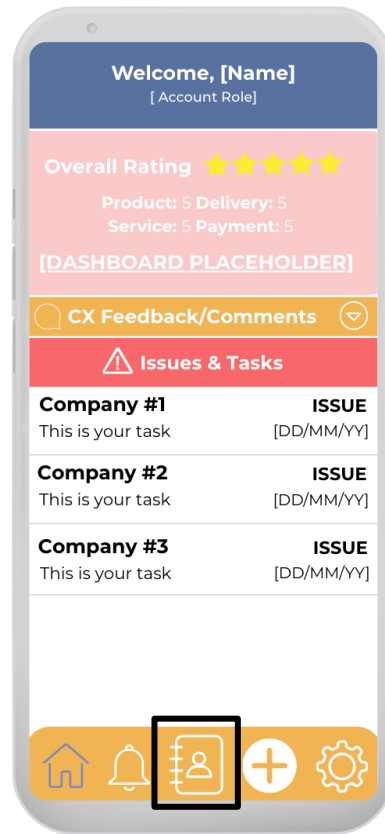 Welcome, [Name]
[ Account Role]
Overall Rating
Product: 5 Delivery: 5
Service: 5 Payment: 5
[DASHBOARD PLACEHOLDER]
CX Feedback/Comments
Issues & Tasks
Company #1 ISSUE
This is your task [DD/MM/YY]
Company #2 ISSUE
This is your task [DD/MM/YY]
Company #3 ISSUE
This is your task [DD/MM/YY]